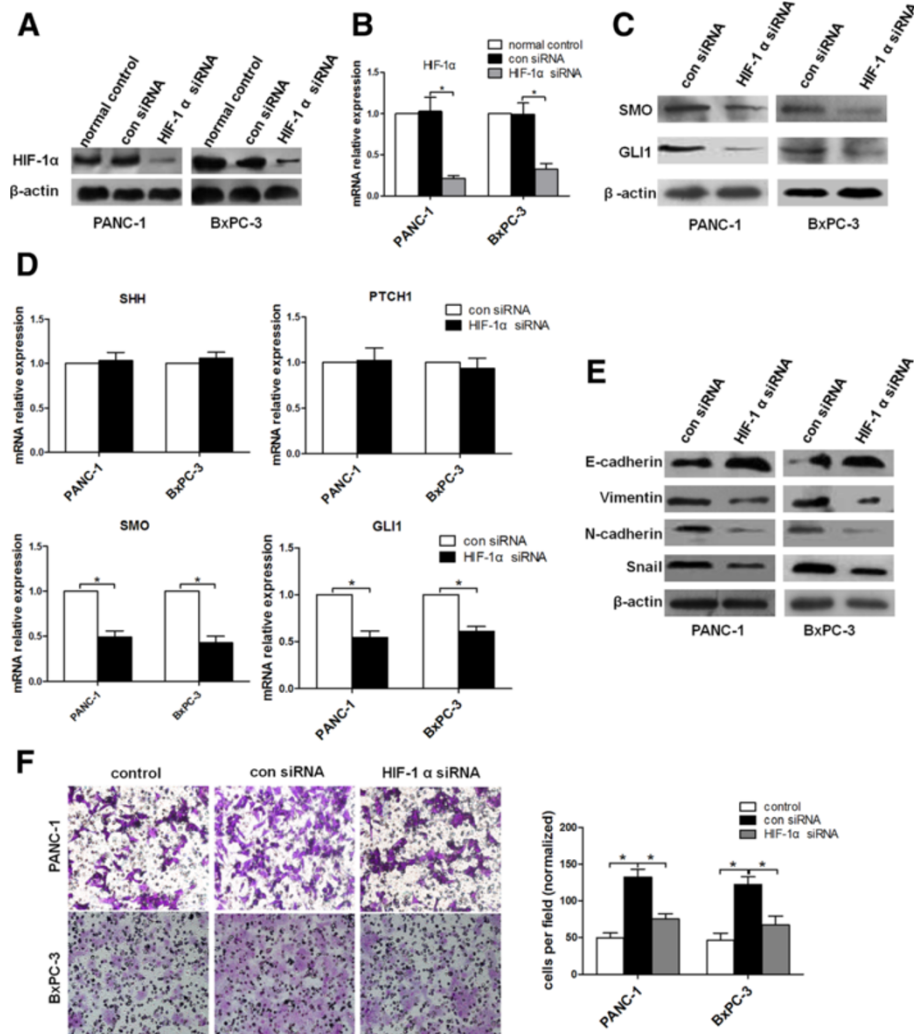 A
normal control
con siRNA
HIF-1 α siRNA
normal control
con siRNA
HIF-1 α siRNA
HIF-1α
β-actin
PANC-1
BxPC-3
B
HIF-1α
normal control
con siRNA
HIF-1α siRNA
mRNA relative expression
1.5
1.0
0.5
0.0
*
*
PANC-1
BxPC-3
C
con siRNA
HIF-1 α siRNA
con siRNA
HIF-1 α siRNA
SMO
GLI1
β-actin
PANC-1
BxPC-3
D
SHH
mRNA relative expression
1.5
1.0
0.5
0.0
PANC-1
BxPC-3
PTCH1
con siRNA
HIF-1α siRNA
mRNA relative expression
1.5
1.0
0.5
0.0
PANC-1
BxPC-3
SMO
mRNA relative expression
1.5
1.0
0.5
0.0
*
*
PANC-1
BxPC-3
GLI1
con siRNA
HIF-1α siRNA
mRNA relative expression
1.5
1.0
0.5
0.0
*
*
PANC-1
BxPC-3
E
con siRNA
HIF-1 α siRNA
con siRNA
HIF-1 α siRNA
E-cadherin
Vimentin
N-cadherin
Snail
β-actin
PANC-1
BxPC-3
F
control
con siRNA
HIF-1 α siRNA
PANC-1
BxPC-3
control
con siRNA
HIF-1α siRNA
cells per field (normalized)
200
150
100
50
0
* *
* *
PANC-1
BxPC-3